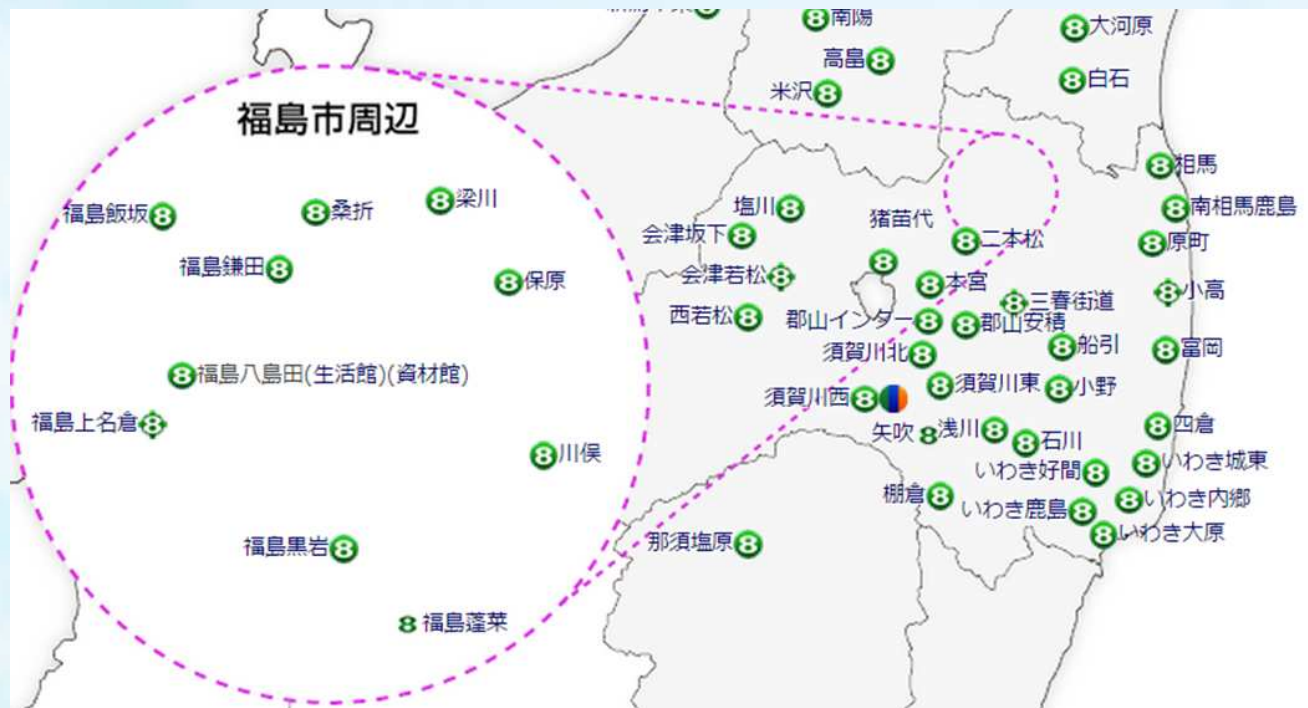 南陽
大河原
高畠
白石
米沢
福島市周辺
相馬
梁川
福島飯坂
桑折
塩川
猪苗代
南相馬鹿島
会津坂下
二本松
原町
福島鎌田
保原
会津若松
本宮
三春街道
小高
西若松
郡山インター
郡山安積
須賀川北
船引
富岡
福島八島田(生活館)(資材館)
須賀川東
小野
須賀川西
福島上名倉
矢吹
浅川
石川
四倉
川俣
いわき好間
いわき城東
棚倉
いわき鹿島
いわき内郷
いわき大原
福島黒岩
那須塩原
福島蓬莱